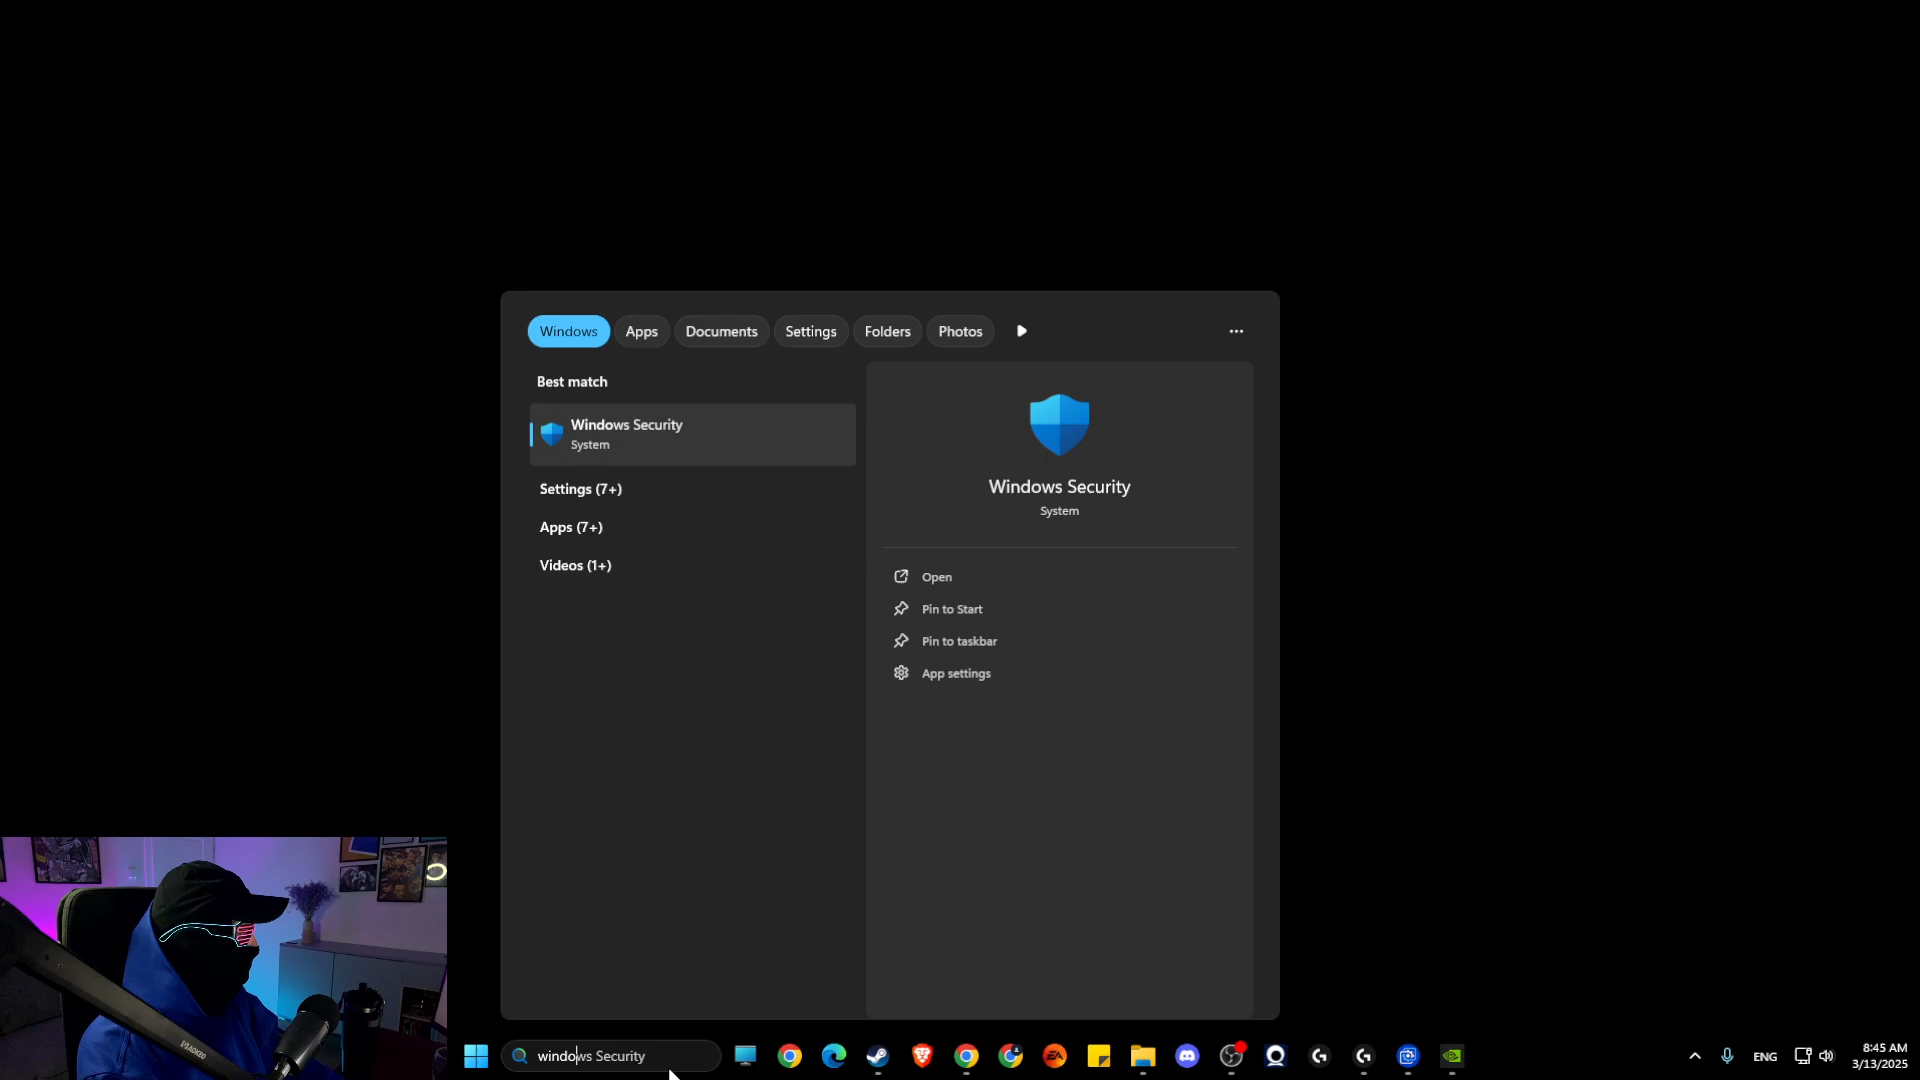 Windows Apps Documents Settings Folders Photos
Best match
Windows Security
System
Settings (7+)
Apps (7+)
Videos (1+)
Windows Security
System
Open
Pin to Start
Pin to taskbar
App settings
MAONO
windows Security
EA
ENG
8:45 AM
3/13/2025